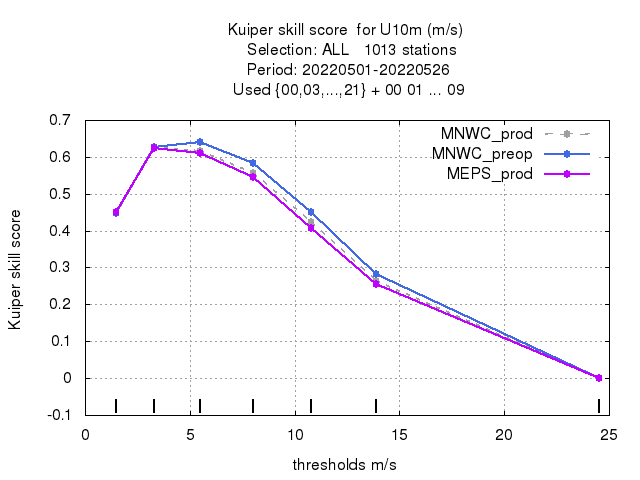 Kuiper skill score  for U10m (m/s)
Selection: ALL   1013 stations
Period: 20220501-20220526
Used {00,03,...,21} + 00 01 ... 09
MNWC_prod
MNWC_preop
MEPS_prod
Kuiper skill score
0.7
0.6
0.5
0.4
0.3
0.2
0.1
0
-0.1
0 5 10 15 20 25
thresholds m/s